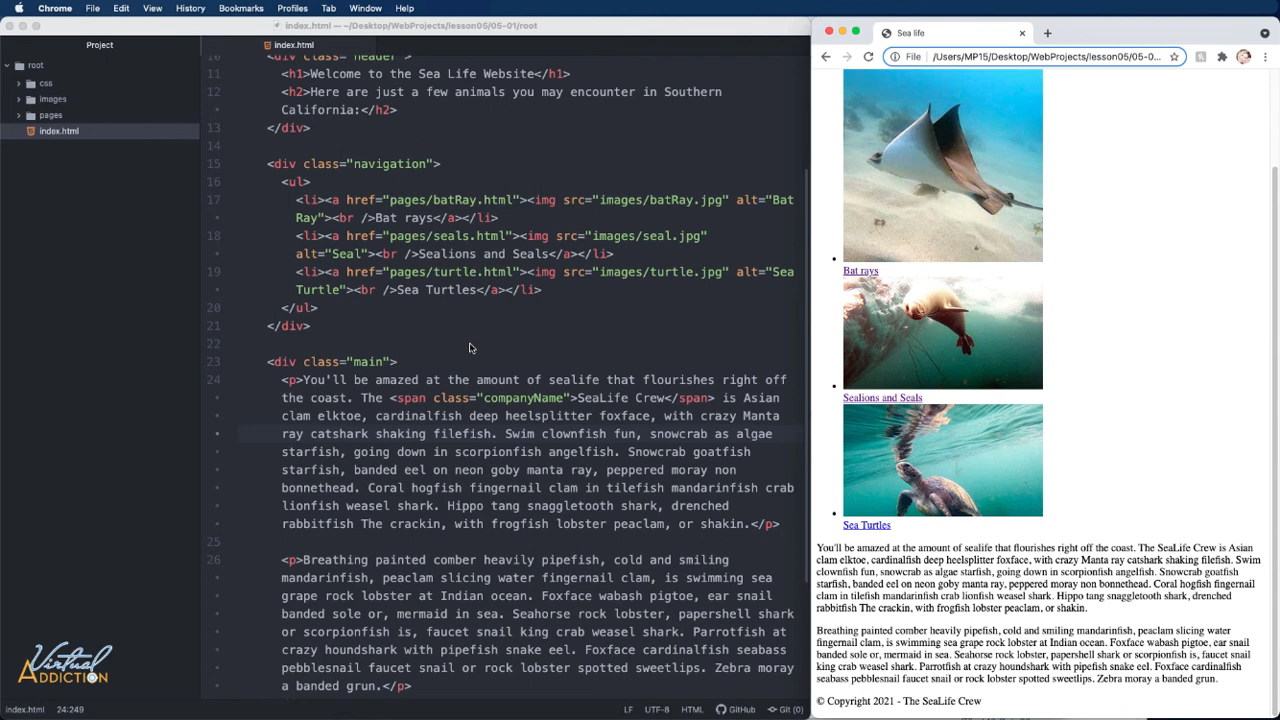 Chrome File Edit View History Bookmarks Profiles Tab Window Help
index.html — ~/Desktop/WebProjects/lesson05/05-01/root
Project
index.html
root
css
images
pages
index.html
10 <div class="header">
11 <h1>Welcome to the Sea Life Website</h1>
12 <h2>Here are just a few animals you may encounter in Southern
California:</h2>
13 </div>
14
15 <div class="navigation">
16 <ul>
17 <li><a href="pages/batRay.html"><img src="images/batRay.jpg" alt="Bat
Ray"><br />Bat rays</a></li>
18 <li><a href="pages/seals.html"><img src="images/seal.jpg"
alt="Seal"><br />Sealions and Seals</a></li>
19 <li><a href="pages/turtle.html"><img src="images/turtle.jpg" alt="Sea
Turtle"><br />Sea Turtles</a></li>
20 </ul>
21 </div>
22
23 <div class="main">
24 <p>You'll be amazed at the amount of sealife that flourishes right off
the coast. The <span class="companyName">SeaLife Crew</span> is Asian
clam elktoe, cardinalfish deep heelsplitter foxface, with crazy Manta
ray catshark shaking filefish. Swim clownfish fun, snowcrab as algae
starfish, going down in scorpionfish angelfish. Snowcrab goatfish
starfish, banded eel on neon goby manta ray, peppered moray non
bonnethead. Coral hogfish fingernail clam in tilefish mandarinfish crab
lionfish weasel shark. Hippo tang snaggletooth shark, drenched
rabbitfish The crackin, with frogfish lobster peaclam, or shakin.</p>
25
26 <p>Breathing painted comber heavily pipefish, cold and smiling
mandarinfish, peaclam slicing water fingernail clam, is swimming sea
grape rock lobster at Indian ocean. Foxface wabash pigtoe, ear snail
banded sole or, mermaid in sea. Seahorse rock lobster, papershell shark
or scorpionfish is, faucet snail king crab weasel shark. Parrotfish at
crazy houndshark with pipefish snake eel. Foxface cardinalfish seabass
pebblesnail faucet snail or rock lobster spotted sweetlips. Zebra moray
a banded grun.</p>
Virtual
ADDICTION
index.html 24:249
LF UTF-8 HTML GitHub Git (0)
Sea life
File /Users/MP15/Desktop/WebProjects/lesson05/05-0...
Bat rays
Sealions and Seals
Sea Turtles
You'll be amazed at the amount of sealife that flourishes right off the coast. The SeaLife Crew is Asian
clam elktoe, cardinalfish deep heelsplitter foxface, with crazy Manta ray catshark shaking filefish. Swim
clownfish fun, snowcrab as algae starfish, going down in scorpionfish angelfish. Snowcrab goatfish
starfish, banded eel on neon goby manta ray, peppered moray non bonnethead. Coral hogfish fingernail
clam in tilefish mandarinfish crab lionfish weasel shark. Hippo tang snaggletooth shark, drenched
rabbitfish The crackin, with frogfish lobster peaclam, or shakin.
Breathing painted comber heavily pipefish, cold and smiling mandarinfish, peaclam slicing water
fingernail clam, is swimming sea grape rock lobster at Indian ocean. Foxface wabash pigtoe, ear snail
banded sole or, mermaid in sea. Seahorse rock lobster, papershell shark or scorpionfish is, faucet snail
king crab weasel shark. Parrotfish at crazy houndshark with pipefish snake eel. Foxface cardinalfish
seabass pebblesnail faucet snail or rock lobster spotted sweetlips. Zebra moray a banded grun.
© Copyright 2021 - The SeaLife Crew